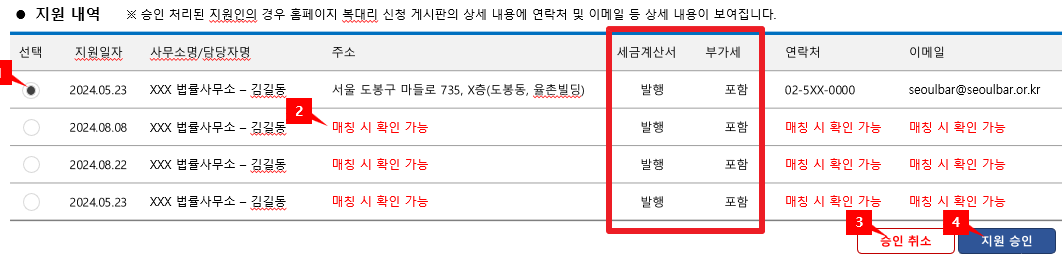 ● 지원 내역 ※ 승인 처리된 지원인의 경우 홈페이지 복대리 신청 게시판의 상세 내용에 연락처 및 이메일 등 상세 내용이 보여집니다.
선택 지원일자 사무소명/담당자명 주소 세금계산서 부가세 연락처 이메일
1 2024.05.23 XXX 법률사무소 – 김길동 서울 도봉구 마들로 735, X층(도봉동, 율촌빌딩) 발행 포함 02-5XX-0000 seoulbar@seoulbar.or.kr
2
2024.08.08 XXX 법률사무소 – 김길동 매칭 시 확인 가능 발행 포함 매칭 시 확인 가능 매칭 시 확인 가능
2024.08.22 XXX 법률사무소 – 김길동 매칭 시 확인 가능 발행 포함 매칭 시 확인 가능 매칭 시 확인 가능
2024.05.23 XXX 법률사무소 – 김길동 매칭 시 확인 가능 발행 포함 매칭 시 확인 가능 매칭 시 확인 가능
3 4
승인 취소 지원 승인